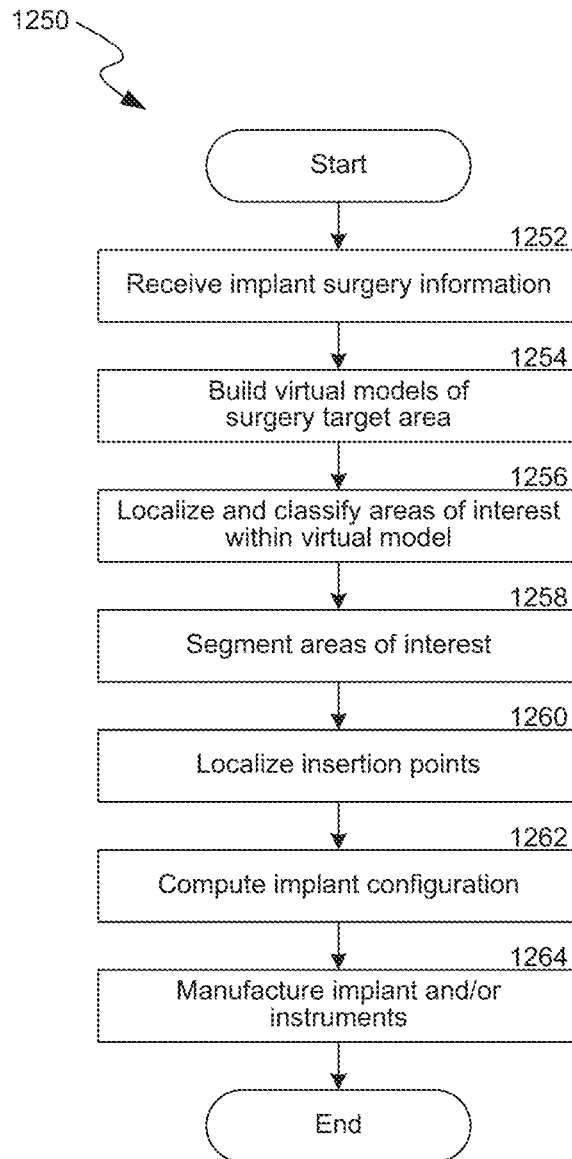 1250
Start
1252
Receive implant surgery information
1254
Build virtual models of
surgery target area
1256
Localize and classify areas of interest
within virtual model
1258
Segment areas of interest
1260
Localize insertion points
1262
Compute implant configuration
1264
Manufacture implant and/or
instruments
End